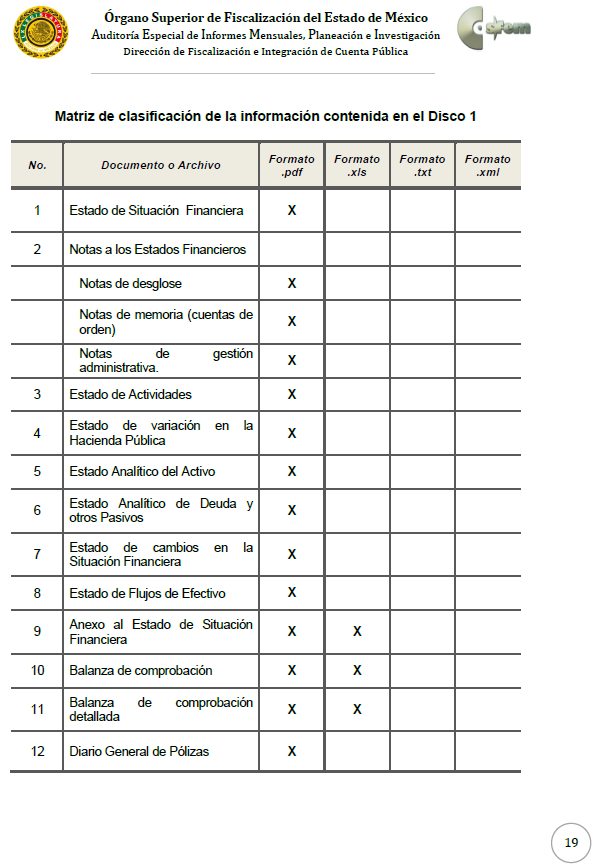 Órgano Superior de Fiscalización del Estado de México
Auditoría Especial de Informes Mensuales, Planeación e Investigación
Dirección de Fiscalización e Integración de Cuenta Pública
osfem
Matriz de clasificación de la información contenida en el Disco 1
No. Documento o Archivo Formato .pdf Formato .xls Formato .txt Formato .xml
1 Estado de Situación Financiera X
2 Notas a los Estados Financieros
Notas de desglose X
Notas de memoria (cuentas de
orden) X
Notas de gestión
administrativa. X
3 Estado de Actividades X
4 Estado de variación en la
Hacienda Pública X
5 Estado Analítico del Activo X
6 Estado Analítico de Deuda y
otros Pasivos X
7 Estado de cambios en la
Situación Financiera X
8 Estado de Flujos de Efectivo X
9 Anexo al Estado de Situación
Financiera X X
10 Balanza de comprobación X X
11 Balanza de comprobación
detallada X X
12 Diario General de Pólizas X
19